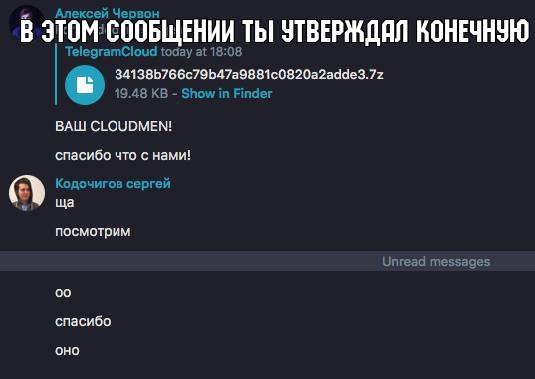 Алексей Червон
В ЭТОМ СООБЩЕНИИ ТЫ УТВЕРЖДАЛ КОНЕЧНУЮ
TelegramCloud today at 18:08
34138b766c79b47a9881c0820a2adde3.7z
19.48 KB - Show in Finder
ВАШ CLOUDMEN!
спасибо что с нами!
Кодочигов сергей
ща
посмотрим
Unread messages
оо
спасибо
оно